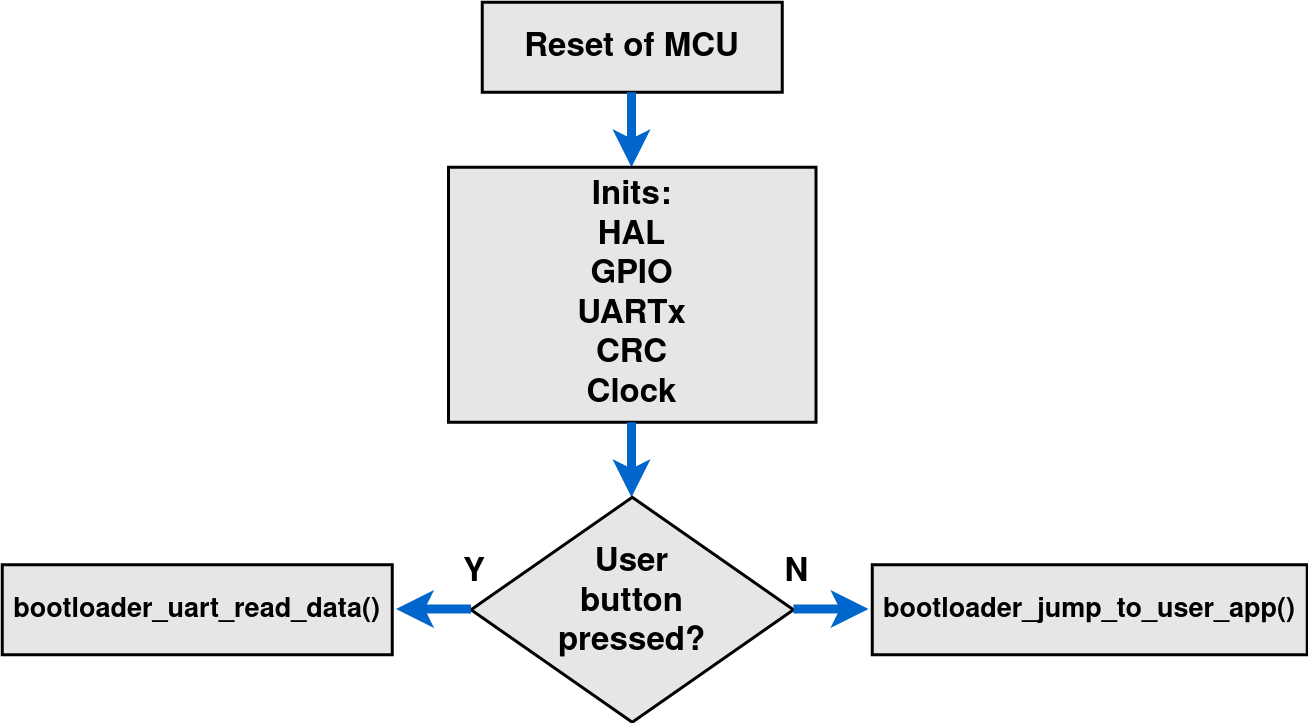 Reset of MCU
Inits:
HAL
GPIO
UARTx
CRC
Clock
User
button
pressed?
Y
N
bootloader_uart_read_data()
bootloader_jump_to_user_app()